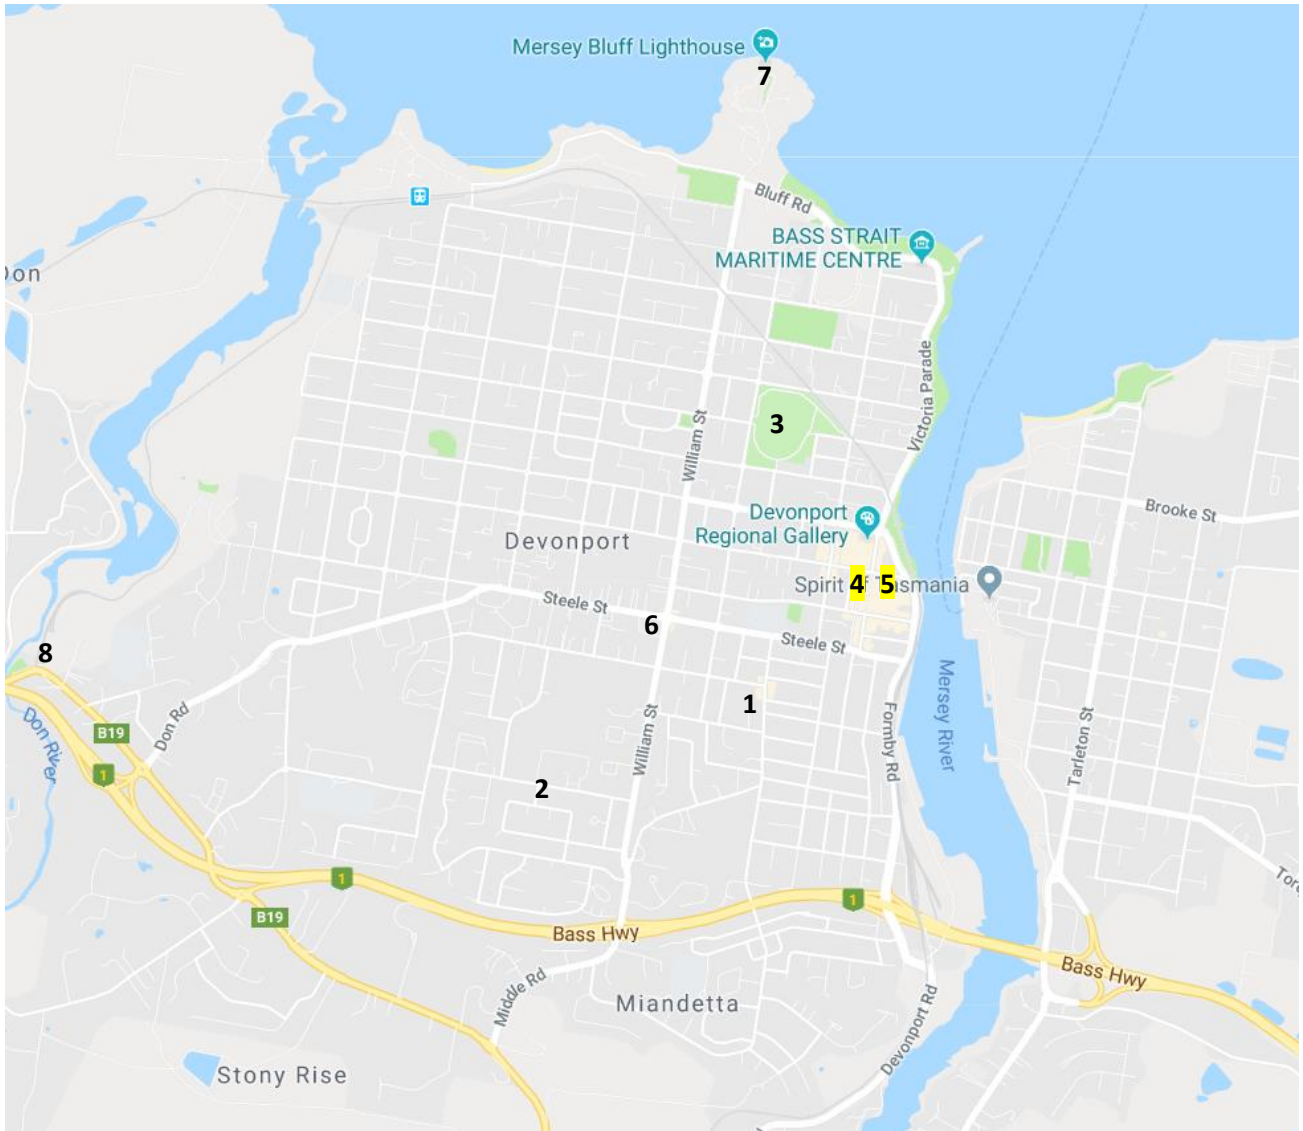 Mersey Bluff Lighthouse
7
Bluff Rd
BASS STRAIT
MARITIME CENTRE
Don
Victoria Parade
3
William St
Brooke St
Devonport
Regional Gallery
Devonport
Spirit of Tasmania
4
5
Steele St
6
Steele St
8
Mersey River
1
William St
Formby Rd
Don Rd
Don River
B19
Tarleton St
1
2
1
1
B19
Bass Hwy
Bass Hwy
Middle Rd
Miandetta
Devonport Rd
Stony Rise